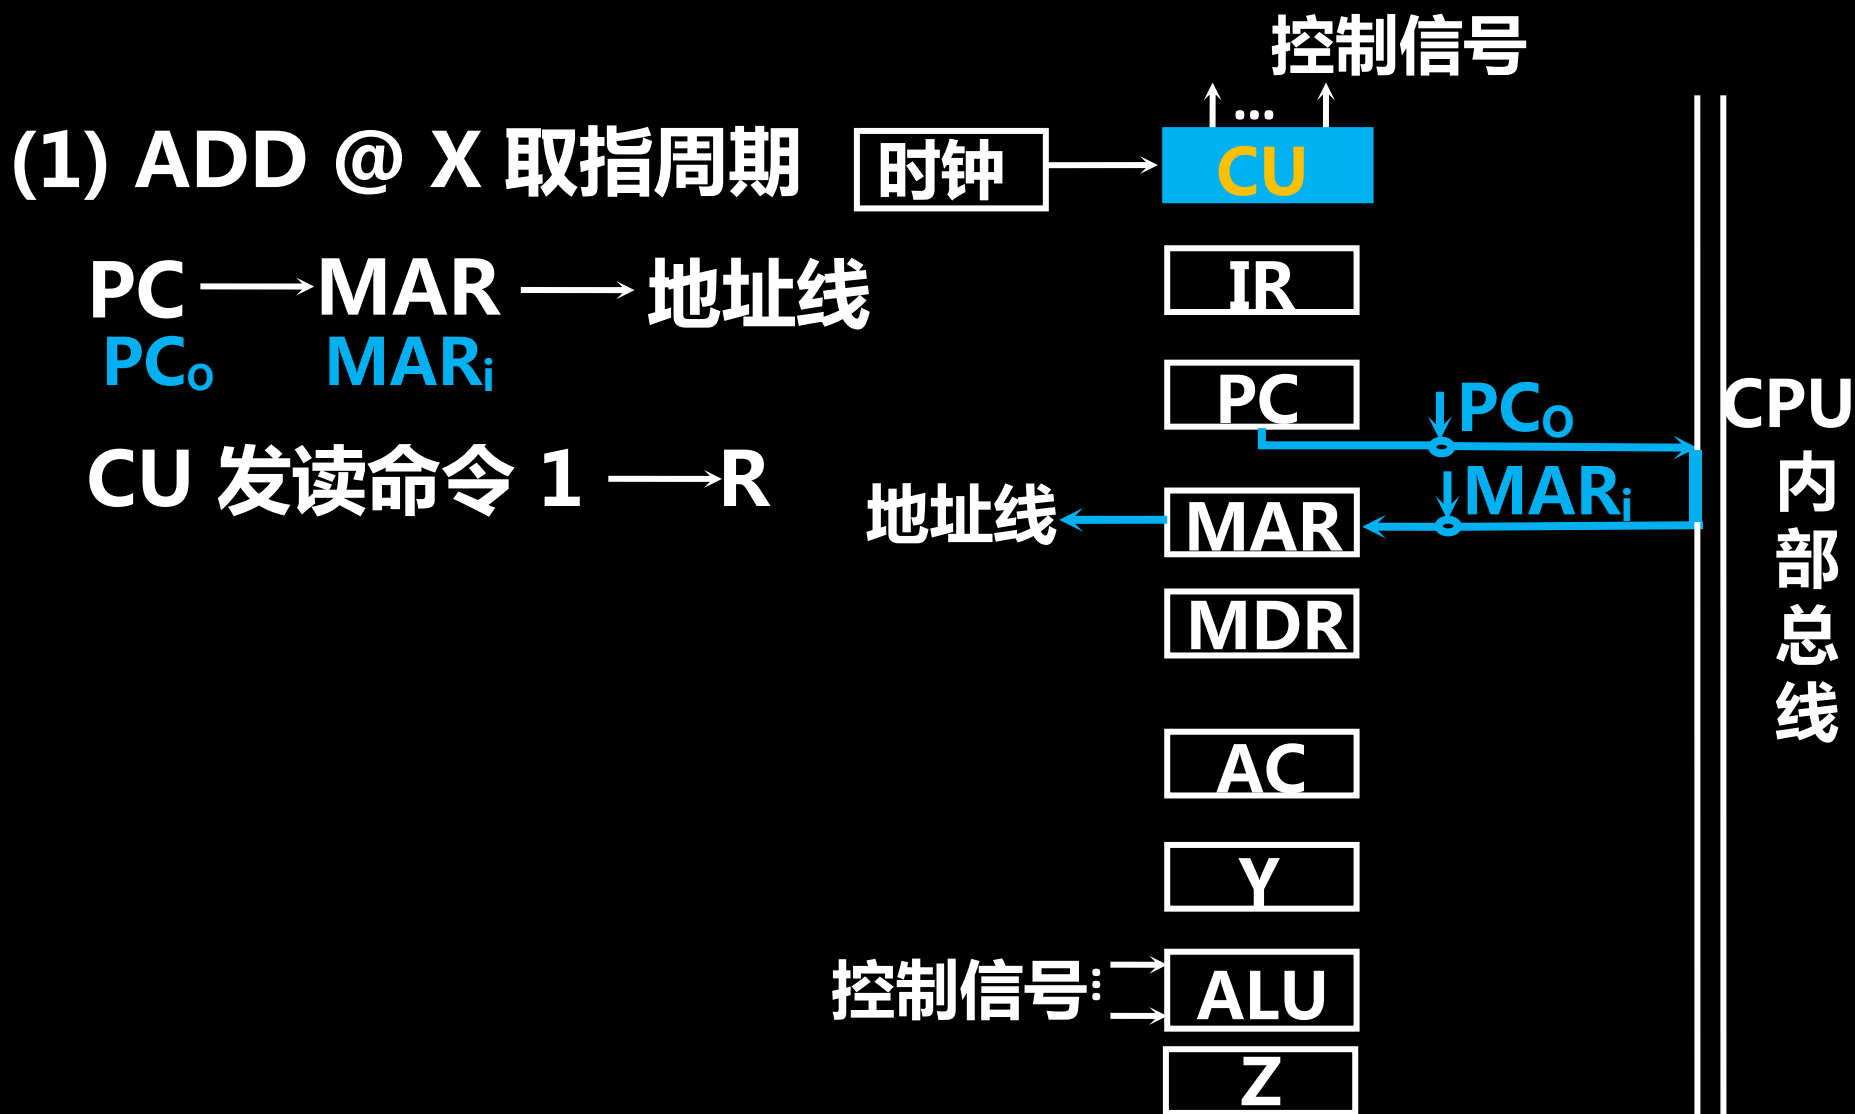 控制信号
...
(1) ADD @ X 取指周期
时钟
CU
PC MAR 地址线
PCO MARi
CU 发读命令 1 R
IR
PC
PCO
地址线
MAR
MARi
MDR
AC
Y
控制信号
...
ALU
Z
CPU
内
部
总
线